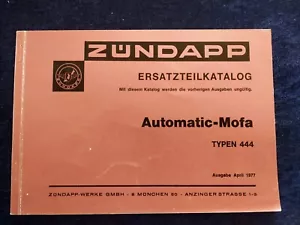 ZÜNDAPP
ERSATZTEILKATALOG
Mit diesem Katalog werden die vorherigen Ausgaben ungültig.
Automatic-Mofa
TYPEN 444
Ausgabe April 1977
ZÜNDAPP-WERKE GMBH · 8 MÜNCHEN 80 · ANZINGER STRASSE 1-3